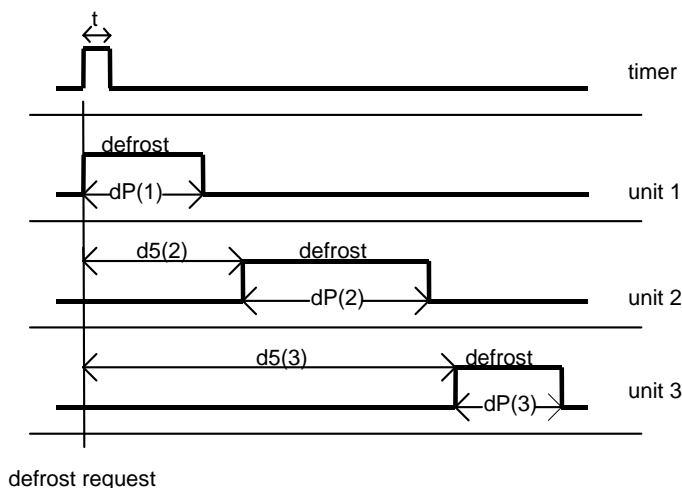 t
timer
defrost
dP(1)
unit 1
d5(2)
defrost
dP(2)
unit 2
d5(3)
defrost
dP(3)
unit 3
defrost request